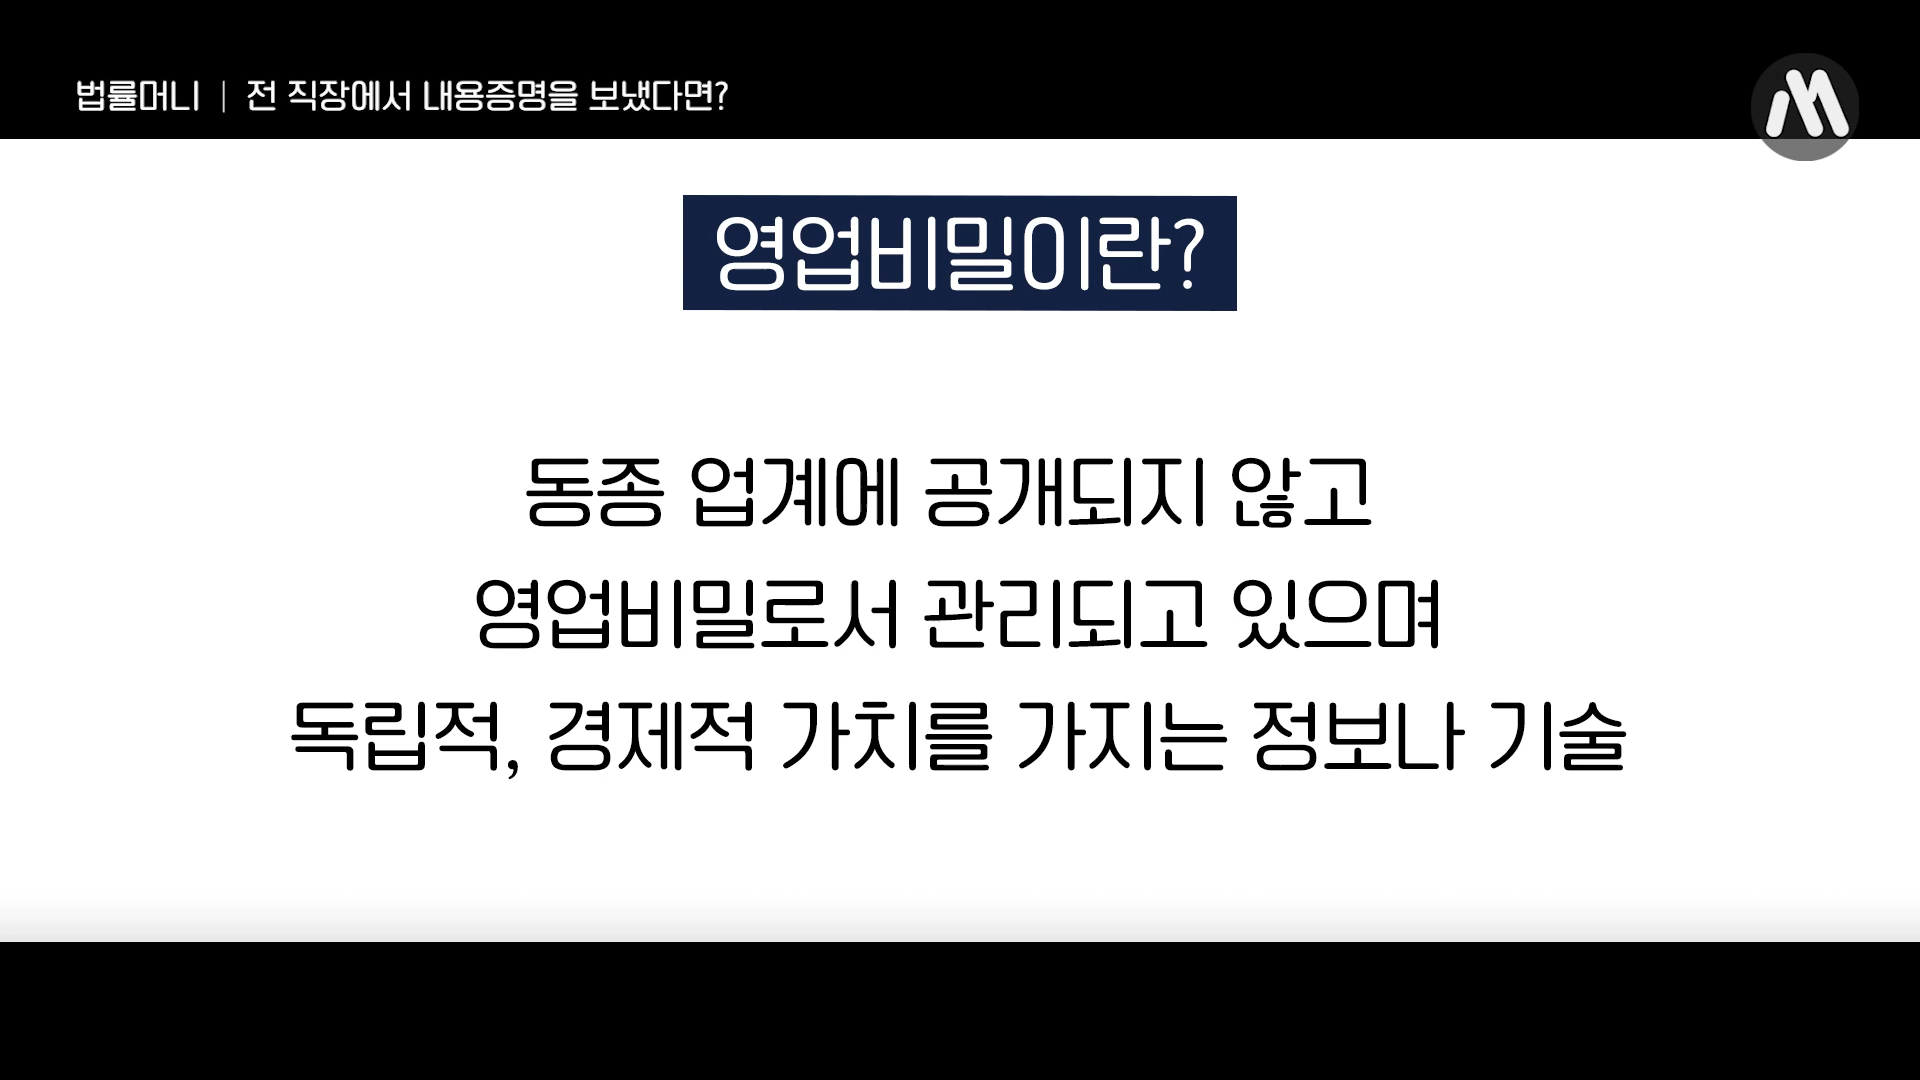 법률머니 | 전 직장에서 내용증명을 보냈다면?
영업비밀이란?
동종 업계에 공개되지 않고
영업비밀로서 관리되고 있으며
독립적, 경제적 가치를 가지는 정보나 기술